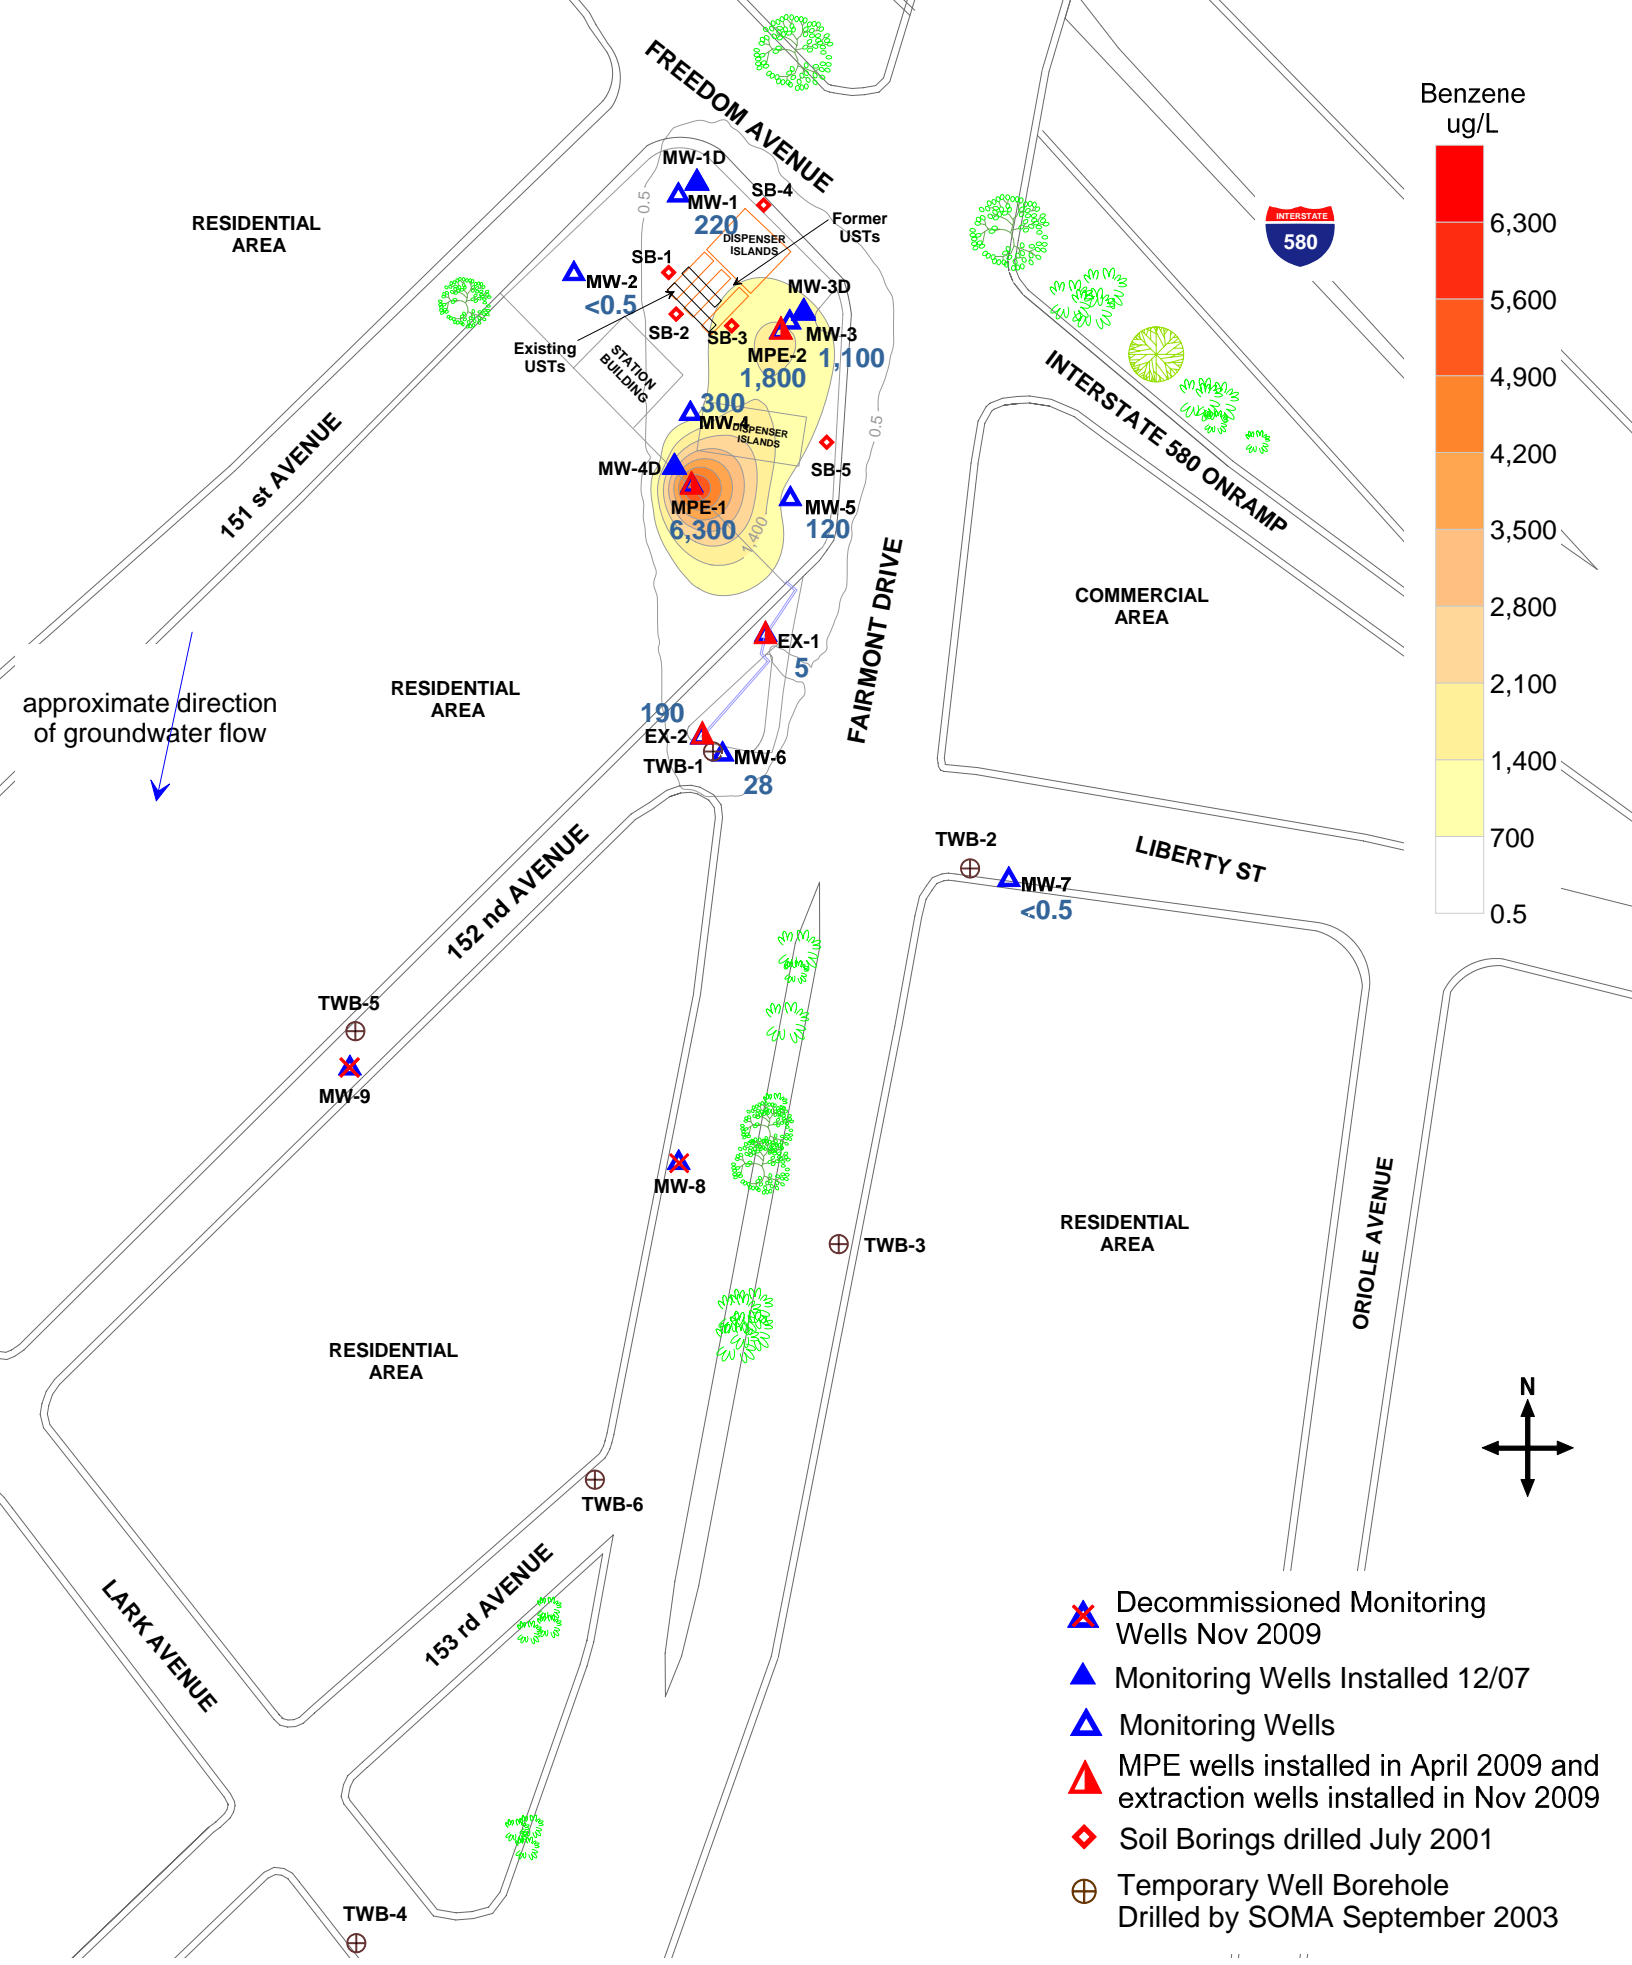 FREEDOM AVENUE
Benzene
ug/L
MW-1D
SB-4
MW-1
220
Former
USTs
0.5
RESIDENTIAL
AREA
DISPENSER
ISLANDS
INTERSTATE
580
6,300
5,600
4,900
4,200
3,500
2,800
2,100
1,400
700
0.5
SB-1
MW-2
<0.5
MW-3D
SB-2
SB-3
MW-3
1,100
MPE-2
1,800
Existing
USTs
STATION
BUILDING
300
MW-4
DISPENSER
ISLANDS
0.5
INTERSTATE 580 ONRAMP
151 st AVENUE
MW-4D
SB-5
MPE-1
6,300
MW-5
120
1,400
FAIRMONT DRIVE
COMMERCIAL
AREA
EX-1
5
RESIDENTIAL
AREA
approximate direction
of groundwater flow
190
EX-2
TWB-1
MW-6
28
152 nd AVENUE
TWB-2
MW-7
<0.5
LIBERTY ST
TWB-5
MW-9
MW-8
TWB-3
RESIDENTIAL
AREA
ORIOLE AVENUE
RESIDENTIAL
AREA
N
TWB-6
153 rd AVENUE
LARK AVENUE
TWB-4
Decommissioned Monitoring
Wells Nov 2009
Monitoring Wells Installed 12/07
Monitoring Wells
MPE wells installed in April 2009 and
extraction wells installed in Nov 2009
Soil Borings drilled July 2001
Temporary Well Borehole
Drilled by SOMA September 2003